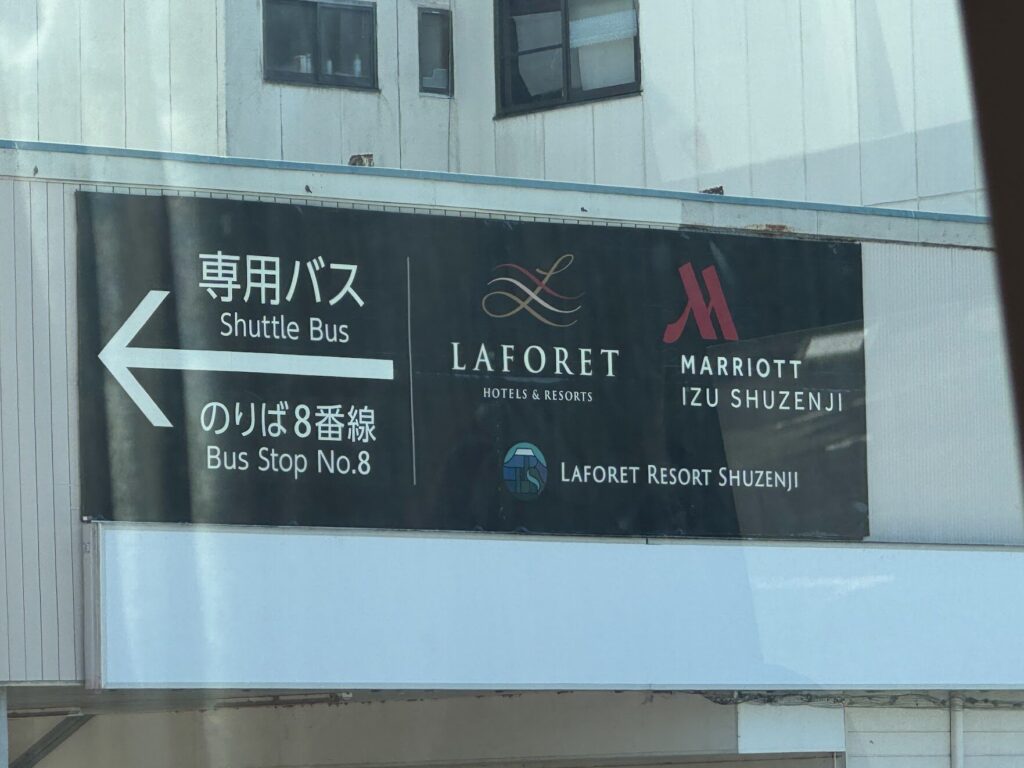 専用バス
Shuttle Bus
のりば8番線
Bus Stop No.8
LAFORET
HOTELS & RESORTS
MARRIOTT
IZU SHUZENJI
LAFORET RESORT SHUZENJI